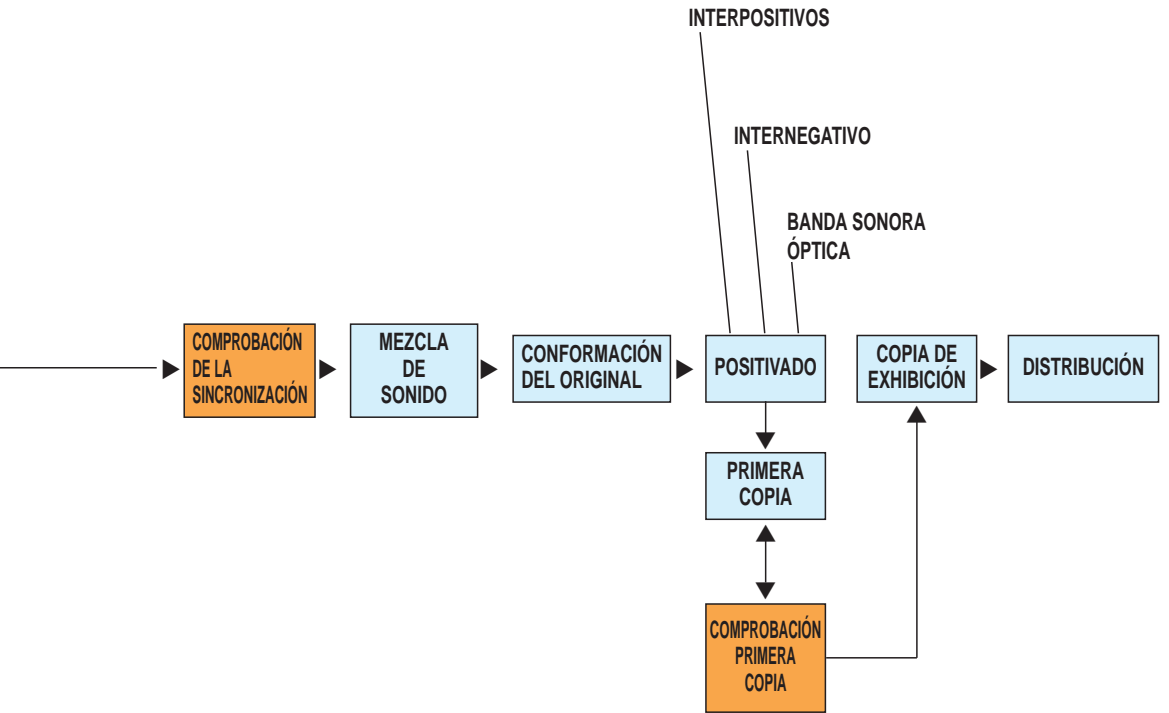 INTERPOSITIVOS
INTERNEGATIVO
BANDA SONORA
ÓPTICA
COMPROBACIÓN
DE LA
SINCRONIZACIÓN
MEZCLA
DE
SONIDO
CONFORMACIÓN
DEL ORIGINAL
POSITIVADO
COPIA DE
EXHIBICIÓN
DISTRIBUCIÓN
PRIMERA
COPIA
COMPROBACIÓN
PRIMERA
COPIA